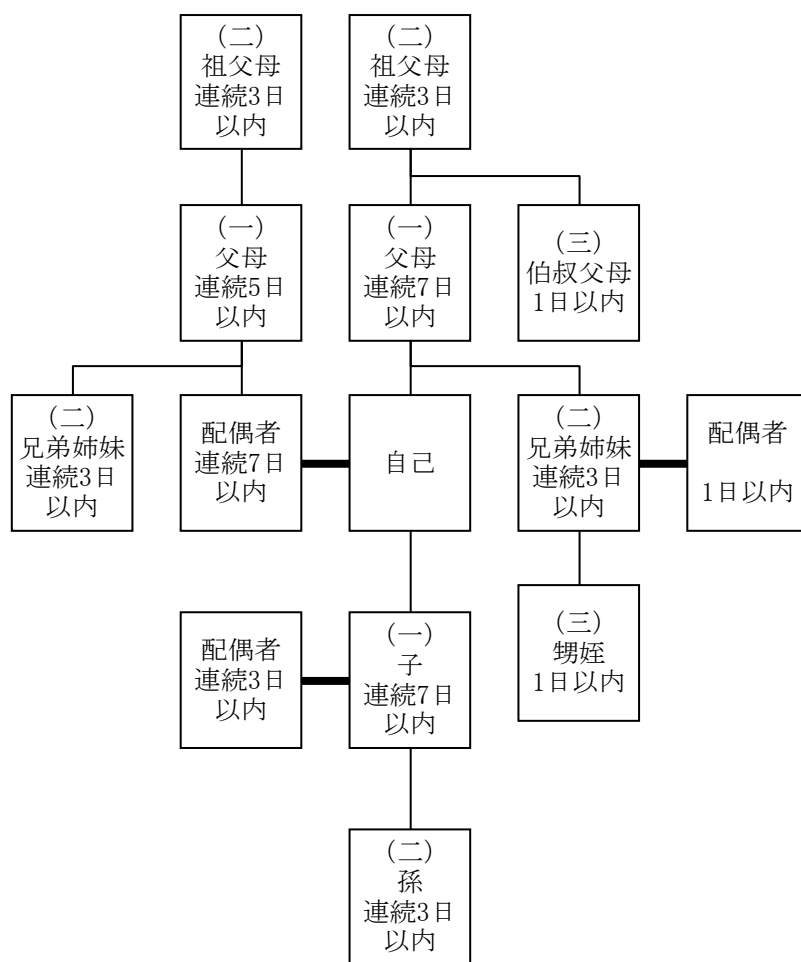 (二)
祖父母
連続3日
以内
(二)
祖父母
連続3日
以内
(一)
父母
連続5日
以内
(一)
父母
連続7日
以内
(三)
伯叔父母
1日以内
(二)
兄弟姉妹
連続3日
以内
配偶者
連続7日
以内
自己
(二)
兄弟姉妹
連続3日
以内
配偶者
1日以内
配偶者
連続3日
以内
(一)
子
連続7日
以内
(三)
甥姪
1日以内
(二)
孫
連続3日
以内